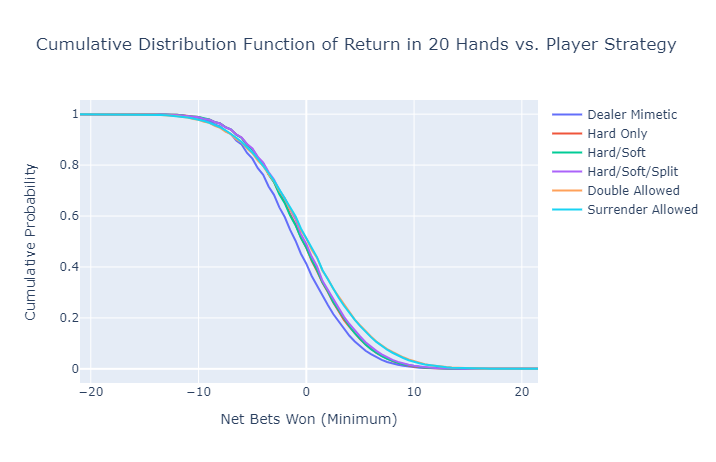 Cumulative Distribution Function of Return in 20 Hands vs. Player Strategy
Cumulative Probability
1
0.8
0.6
0.4
0.2
0
−20
−10
0
10
20
Net Bets Won (Minimum)
Dealer Mimetic
Hard Only
Hard/Soft
Hard/Soft/Split
Double Allowed
Surrender Allowed